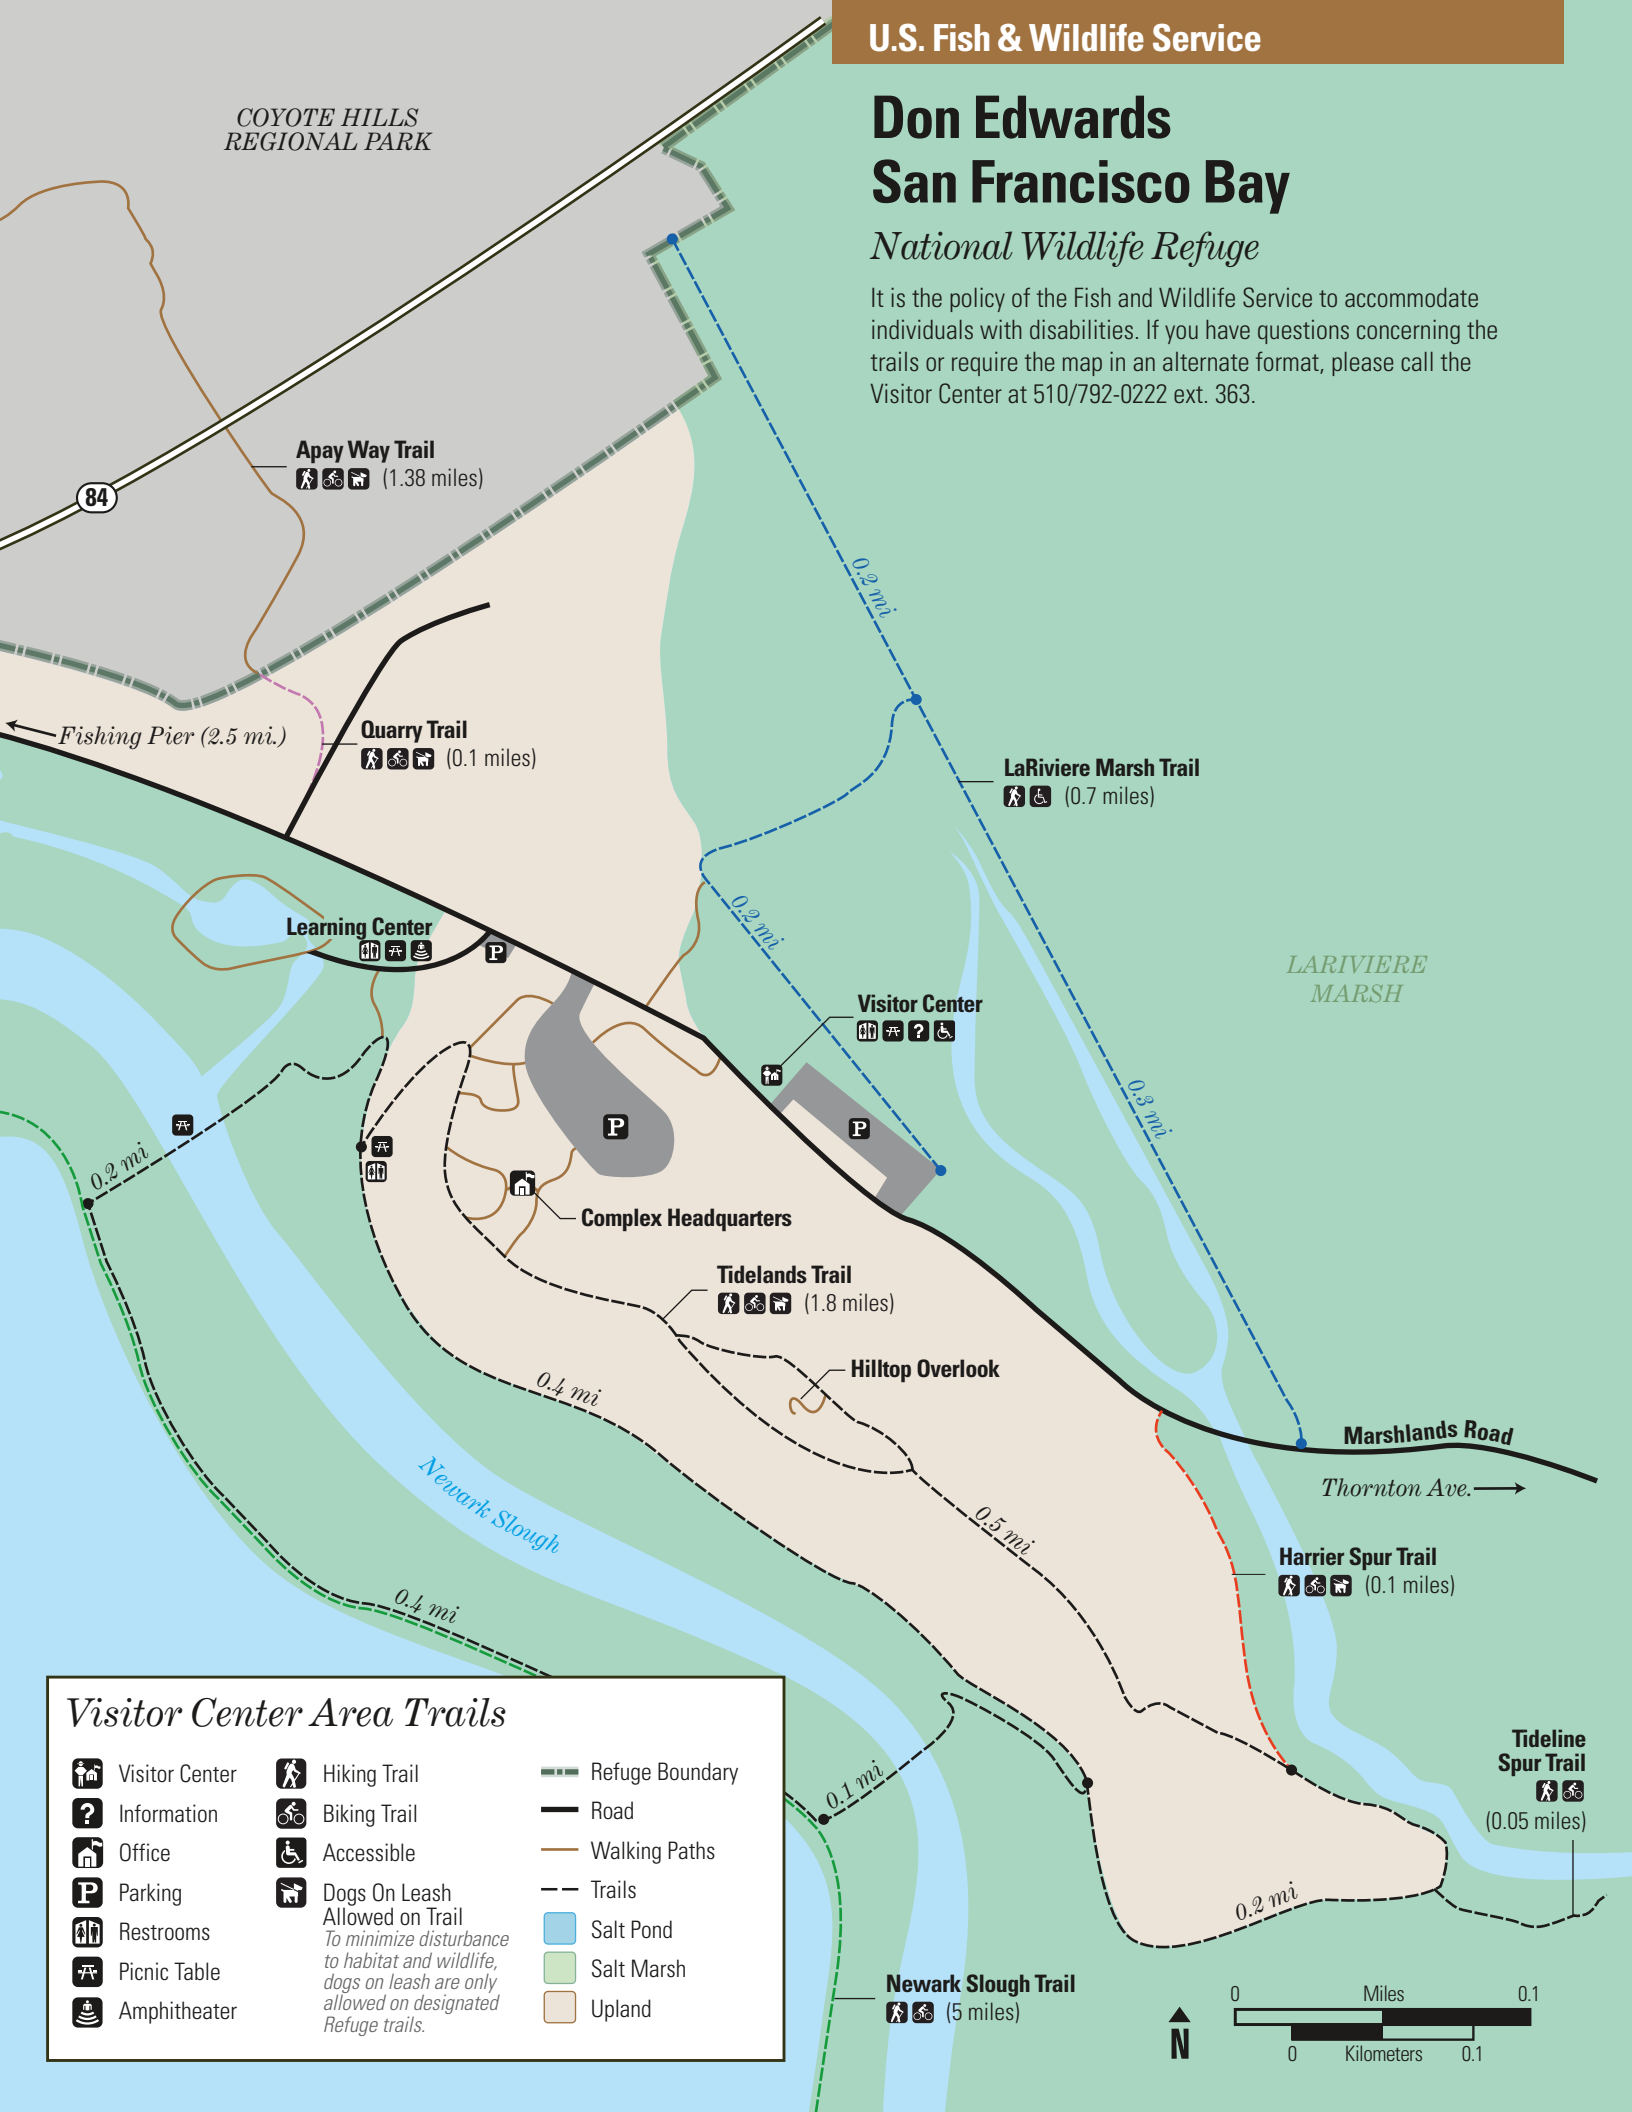 U.S. Fish & Wildlife Service
Don Edwards
San Francisco Bay
National Wildlife Refuge
It is the policy of the Fish and Wildlife Service to accommodate
individuals with disabilities. If you have questions concerning the
trails or require the map in an alternate format, please call the
Visitor Center at 510/792-0222 ext. 363.
COYOTE HILLS
REGIONAL PARK
84
Apay Way Trail
(1.38 miles)
0.2 mi
Fishing Pier (2.5 mi.)
Quarry Trail
(0.1 miles)
LaRiviere Marsh Trail
(0.7 miles)
0.2 mi
Learning Center
P
LARIVIERE
MARSH
Visitor Center
?
P
P
0.3 mi
0.2 mi
Complex Headquarters
Tidelands Trail
(1.8 miles)
Hilltop Overlook
0.4 mi
Marshlands Road
Thornton Ave.
Newark Slough
0.5 mi
Harrier Spur Trail
(0.1 miles)
0.4 mi
Tideline
Spur Trail
(0.05 miles)
0.1 mi
0.2 mi
Newark Slough Trail
(5 miles)
Visitor Center Area Trails
Visitor Center
? Information
Office
P Parking
Restrooms
Picnic Table
Amphitheater
Hiking Trail
Biking Trail
Accessible
Dogs On Leash
Allowed on Trail
To minimize disturbance
to habitat and wildlife,
dogs on leash are only
allowed on designated
Refuge trails.
Refuge Boundary
Road
Walking Paths
Trails
Salt Pond
Salt Marsh
Upland
N
0 Miles 0.1
0 Kilometers 0.1